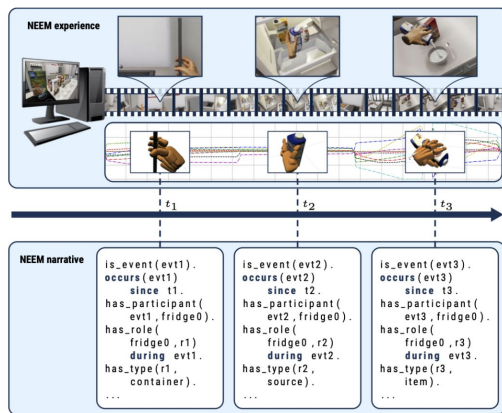 NEEM experience
t1
t2
t3
NEEM narrative
is_event(evt1).
occurs(evt1)
since t1.
has_participant(
evt1,fridge0).
has_role(
fridge0,r1)
during evt1.
has_type(r1,
container).
...
is_event(evt2).
occurs(evt2)
since t2.
has_participant(
evt2,fridge0).
has_role(
fridge0,r2)
during evt2.
has_type(r2,
source).
...
is_event(evt3).
occurs(evt3)
since t3.
has_participant(
evt3,fridge0).
has_role(
fridge0,r3)
during evt3.
has_type(r3,
item).
...